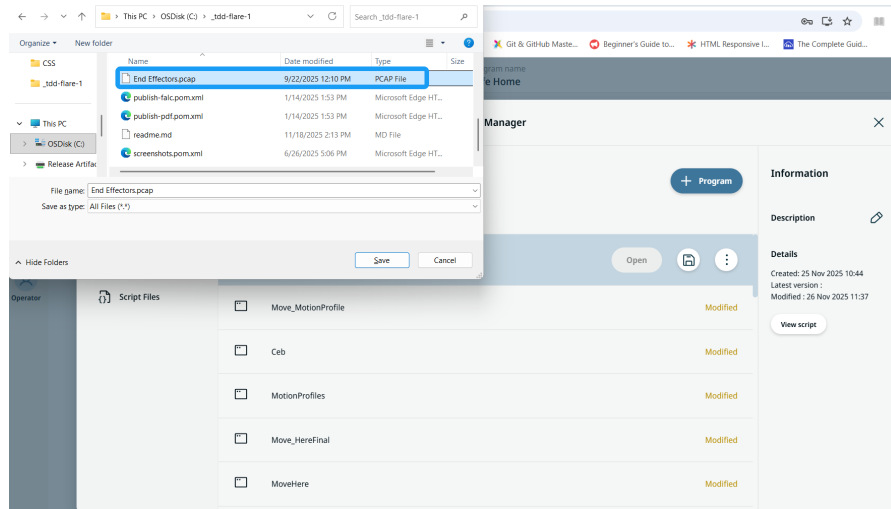 This PC > OSDisk (C:) > _tdd-flare-1
Search _tdd-flare-1
Organize
New folder
Name
Date modified
Type
Size
CSS
_tdd-flare-1
This PC
OSDisk (C:)
Release Artifac
End Effectors.pcap 9/22/2025 12:10 PM PCAP File
publish-falc.pom.xml 1/14/2025 1:53 PM Microsoft Edge HT...
publish-pdf.pom.xml 1/14/2025 1:53 PM Microsoft Edge HT...
readme.md 11/18/2025 2:13 PM MD File
screenshots.pom.xml 6/26/2025 5:06 PM Microsoft Edge HT...
File name: End Effectors.pcap
Save as type: All Files (*.*)
Hide Folders
Save
Cancel
Git & GitHub Maste...
Beginner's Guide to...
HTML Responsive I...
The Complete Guid...
gram name
e Home
Manager
Program
Open
Operator
Script Files
Move_MotionProfile Modified
Ceb Modified
MotionProfiles Modified
Move_HereFinal Modified
MoveHere Modified
Information
Description
Details
Created: 25 Nov 2025 10:44
Latest version :
Modified : 26 Nov 2025 11:37
View script